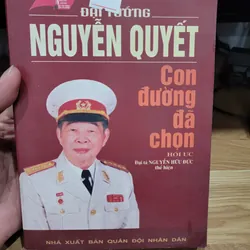 ĐẠI TƯỚNG
NGUYỄN QUYẾT
Con
đường
đã
chọn
HỒI ỨC
Đại tá NGUYỄN HỮU ĐỨC
thể hiện
NHÀ XUẤT BẢN QUÂN ĐỘI NHÂN DÂN